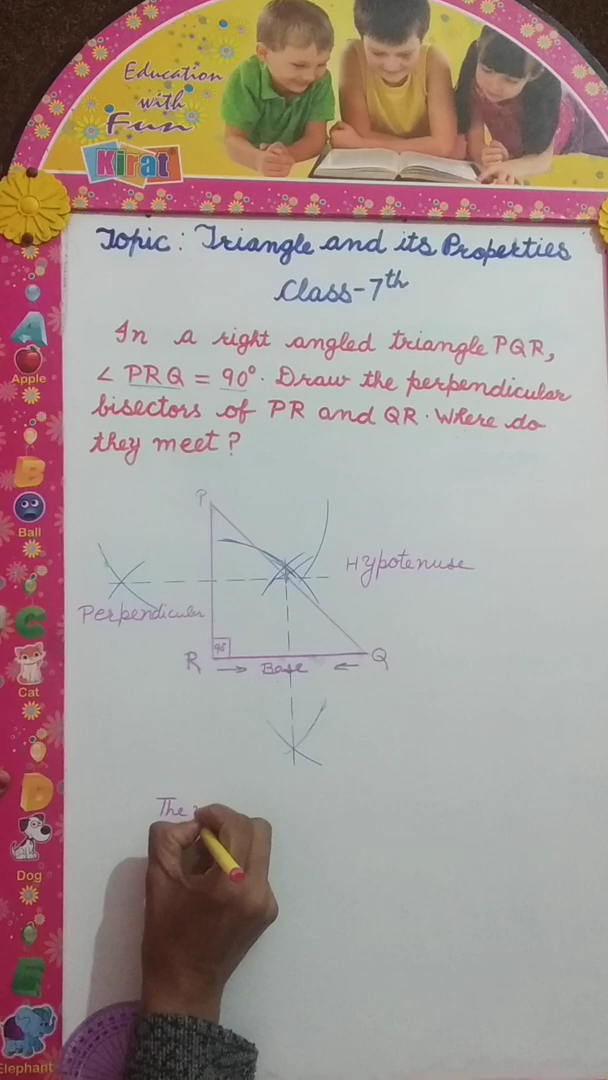 Education
with
Fun
Kirat
Topic : Triangle and its Properties
Class-7th
In a right angled triangle PQR,
∠ PRQ = 90°. Draw the perpendicular
bisectors of PR and QR. Where do
they meet?
A
Apple
B
Ball
C
Cat
D
Dog
E
Elephant
P
Hypotenuse
Perpendicular
90°
R → Base ← Q
The